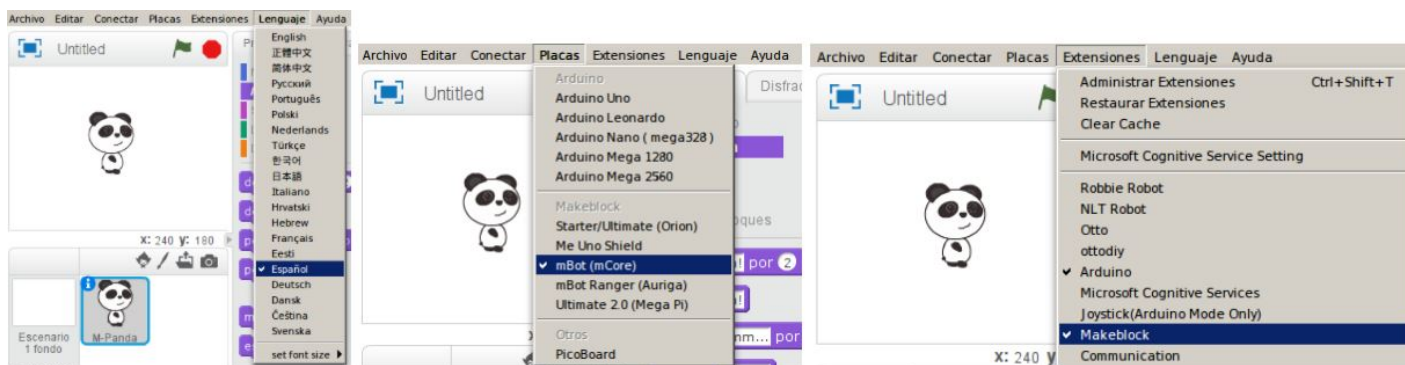 Archivo Editar Conectar Placas Extensiones Lenguaje Ayuda
Untitled
English
正體中文
简体中文
Русский
Português
Polski
Nederlands
Türkçe
한국어
日本語
Italiano
Hrvatski
Hebrew
Français
Eesti
Español
Deutsch
Dansk
Čeština
Svenska
set font size
X: 240 y: 180
Escenario
1 fondo
M-Panda
Archivo Editar Conectar Placas Extensiones Lenguaje Ayuda
Untitled
Arduino
Arduino Uno
Arduino Leonardo
Arduino Nano ( mega328 )
Arduino Mega 1280
Arduino Mega 2560
Makeblock
Starter/Ultimate (Orion)
Me Uno Shield
mBot (mCore)
mBot Ranger (Auriga)
Ultimate 2.0 (Mega Pi)
Otros
PicoBoard
por 2
por
Archivo Editar Conectar Placas Extensiones Lenguaje Ayuda
Untitled
Administrar Extensiones Ctrl+Shift+T
Restaurar Extensiones
Clear Cache
Microsoft Cognitive Service Setting
Robbie Robot
NLT Robot
Otto
ottodiy
Arduino
Microsoft Cognitive Services
Joystick(Arduino Mode Only)
Makeblock
Communication
X: 240 y